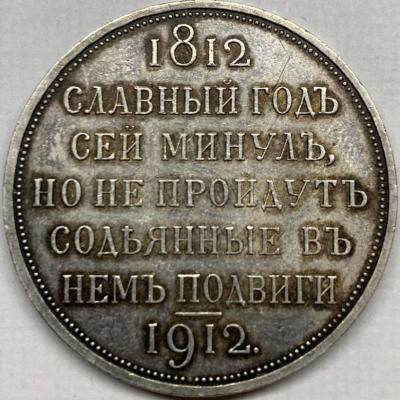 1812
СЛАВНЫЙ ГОДЪ
СЕЙ МИНУЛЪ,
НО НЕ ПРОЙДУТЪ
СОДѢЯННЫЕ ВЪ
НЕМЪ ПОДВИГИ
1912.